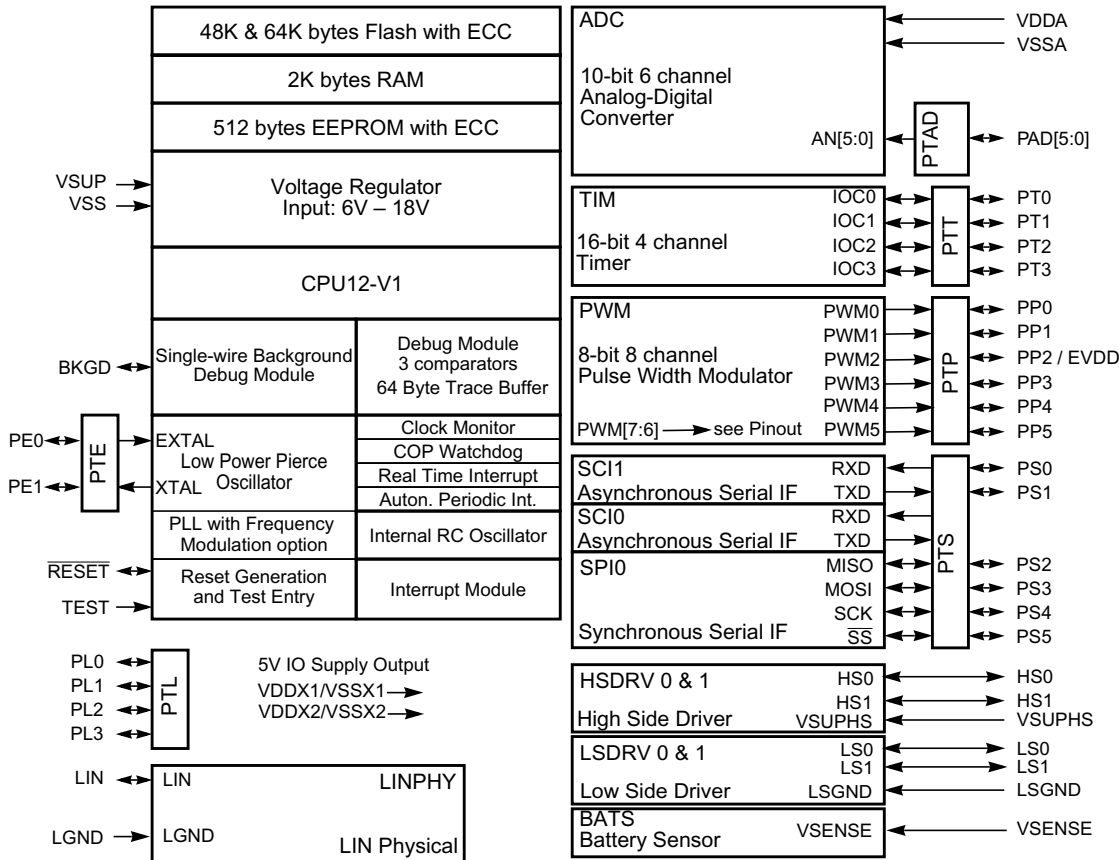 48K & 64K bytes Flash with ECC
2K bytes RAM
512 bytes EEPROM with ECC
VSUP
VSS
Voltage Regulator
Input: 6V – 18V
CPU12-V1
BKGD
Single-wire Background
Debug Module
Debug Module
3 comparators
64 Byte Trace Buffer
PE0
PE1
PTE
EXTAL
Low Power Pierce
Oscillator
XTAL
Clock Monitor
COP Watchdog
Real Time Interrupt
Auton. Periodic Int.
PLL with Frequency
Modulation option
Internal RC Oscillator
RESET
TEST
Reset Generation
and Test Entry
Interrupt Module
PL0
PL1
PL2
PL3
PTL
5V IO Supply Output
VDDX1/VSSX1
VDDX2/VSSX2
LIN
LIN
LINPHY
LGND
LGND
LIN Physical
ADC
10-bit 6 channel
Analog-Digital
Converter
AN[5:0]
VDDA
VSSA
PTAD
PAD[5:0]
TIM
16-bit 4 channel
Timer
IOC0
IOC1
IOC2
IOC3
PTT
PT0
PT1
PT2
PT3
PWM
8-bit 8 channel
Pulse Width Modulator
PWM[7:6] see Pinout
PWM0
PWM1
PWM2
PWM3
PWM4
PWM5
PTP
PP0
PP1
PP2 / EVDD
PP3
PP4
PP5
SCI1
Asynchronous Serial IF
RXD
TXD
SCI0
Asynchronous Serial IF
RXD
TXD
SPI0
Synchronous Serial IF
MISO
MOSI
SCK
SS
PTS
PS0
PS1
PS2
PS3
PS4
PS5
HSDRV 0 & 1
High Side Driver
HS0
HS1
VSUPHS
HS0
HS1
VSUPHS
LSDRV 0 & 1
Low Side Driver
LS0
LS1
LSGND
LS0
LS1
LSGND
BATS
Battery Sensor
VSENSE
VSENSE